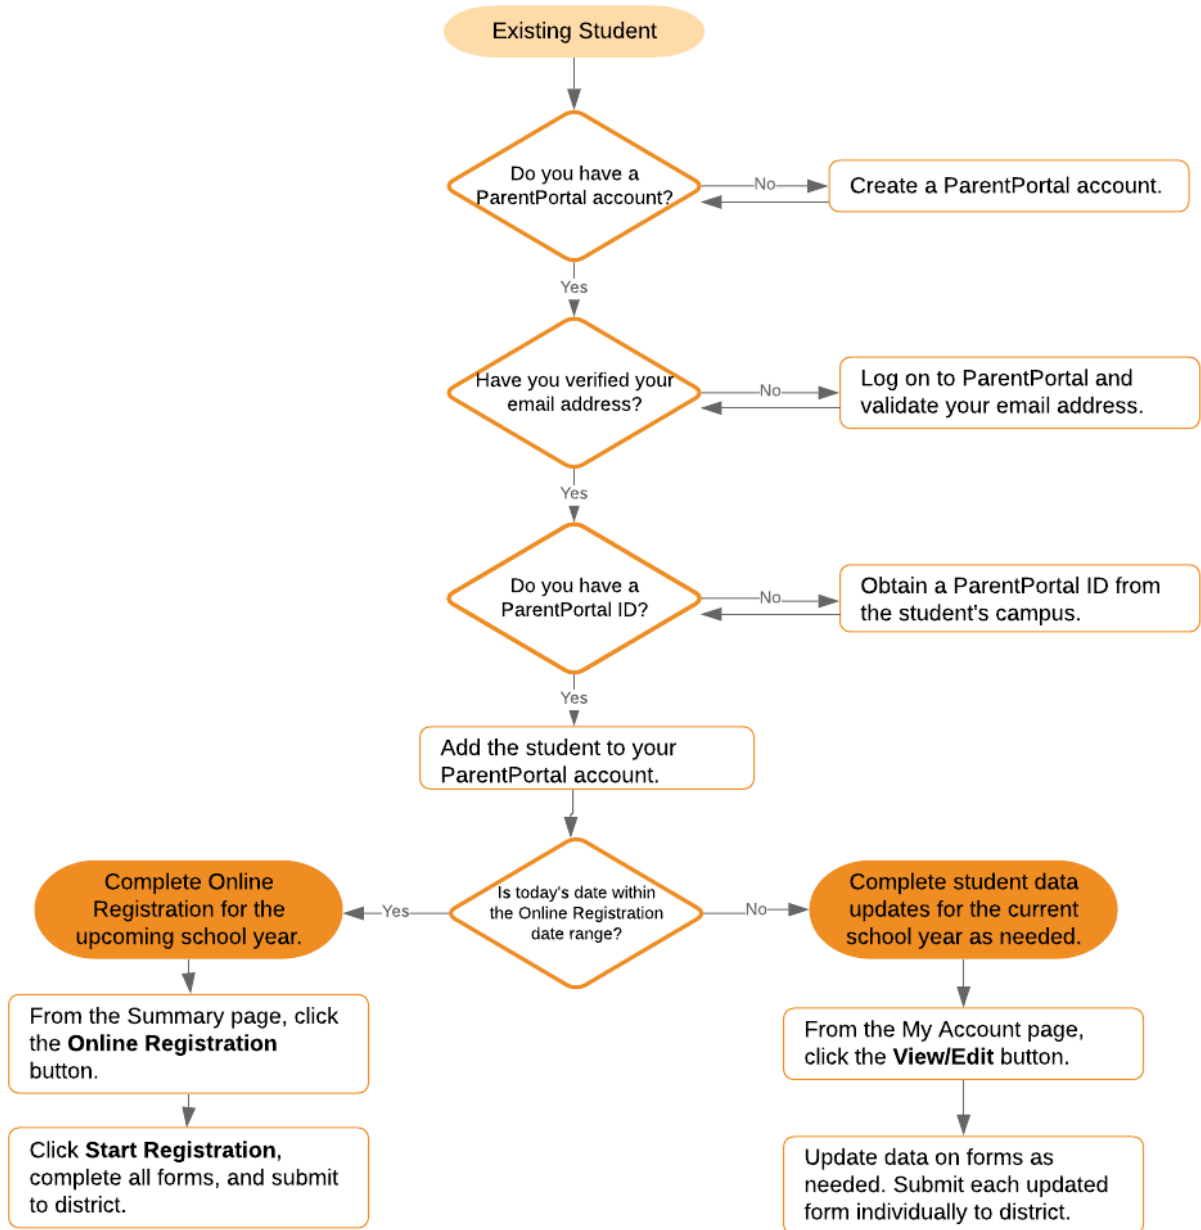 Existing Student
Do you have a
ParentPortal account?
No
Create a ParentPortal account.
Yes
Have you verified your
email address?
No
Log on to ParentPortal and
validate your email address.
Yes
Do you have a
ParentPortal ID?
No
Obtain a ParentPortal ID from
the student's campus.
Yes
Add the student to your
ParentPortal account.
Is today's date within
the Online Registration
date range?
Yes
Complete Online
Registration for the
upcoming school year.
From the Summary page, click
the Online Registration
button.
Click Start Registration,
complete all forms, and submit
to district.
No
Complete student data
updates for the current
school year as needed.
From the My Account page,
click the View/Edit button.
Update data on forms as
needed. Submit each updated
form individually to district.